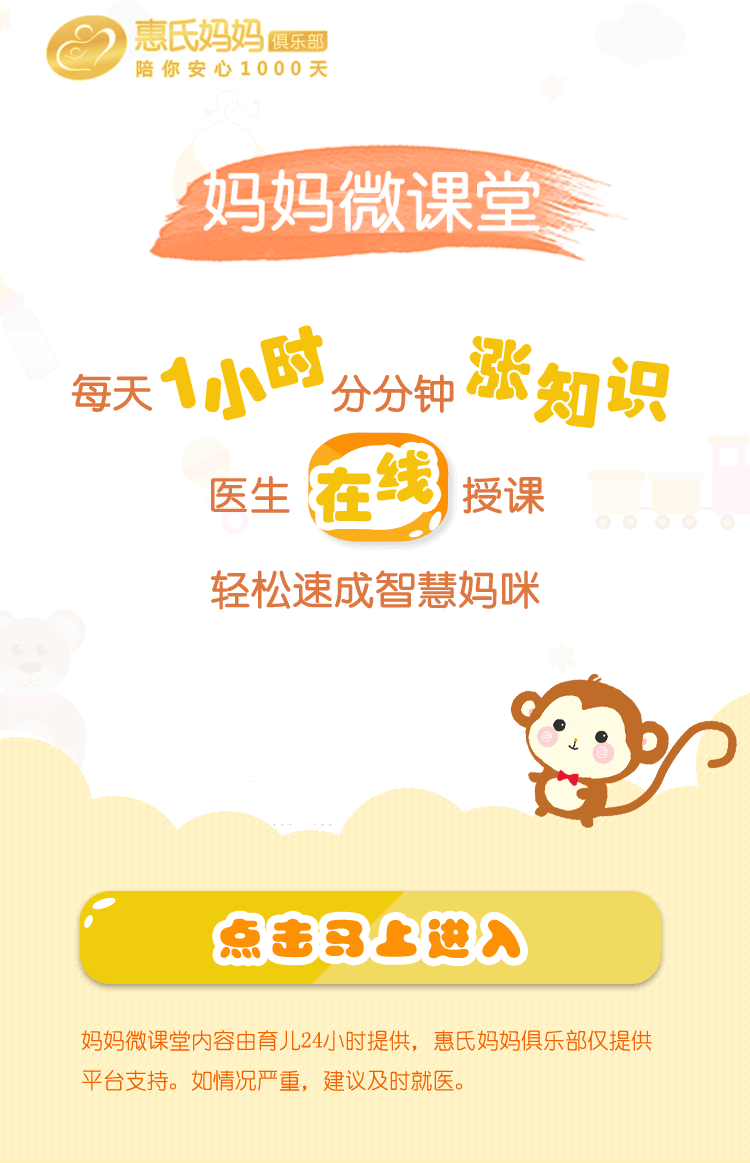 惠氏妈妈俱乐部
陪你安心1000天
妈妈微课堂
每天1小时分分钟涨知识
医生在线授课
轻松速成智慧妈咪
点击马上进入
妈妈微课堂内容由育儿24小时提供，惠氏妈妈俱乐部仅提供
平台支持。如情况严重，建议及时就医。